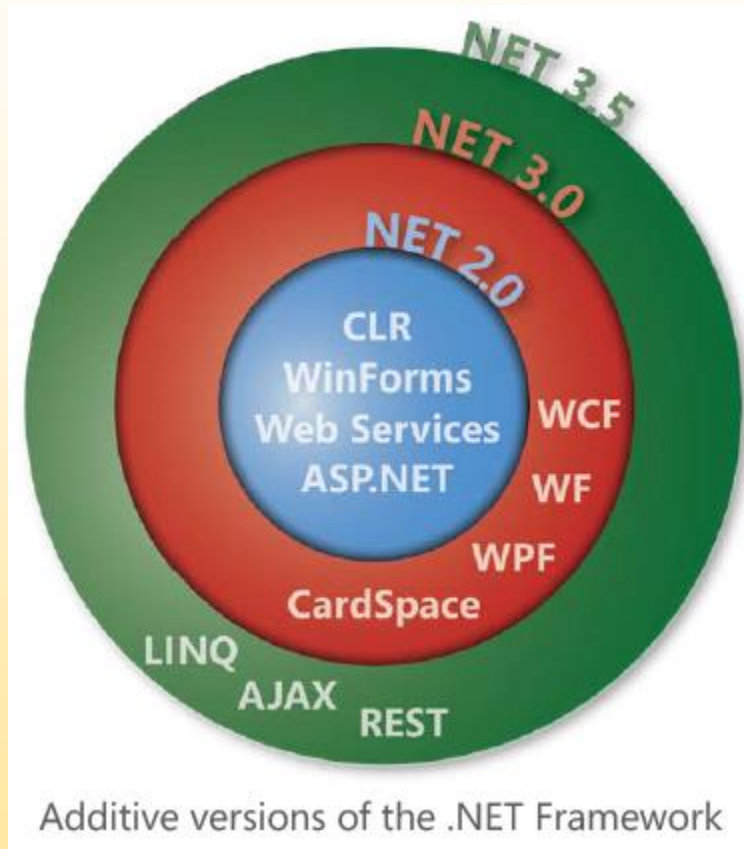 NET 3.5
NET 3.0
NET 2.0
CLR
WinForms
Web Services
ASP.NET
WCF
WF
WPF
CardSpace
LINQ
AJAX
REST
Additive versions of the .NET Framework